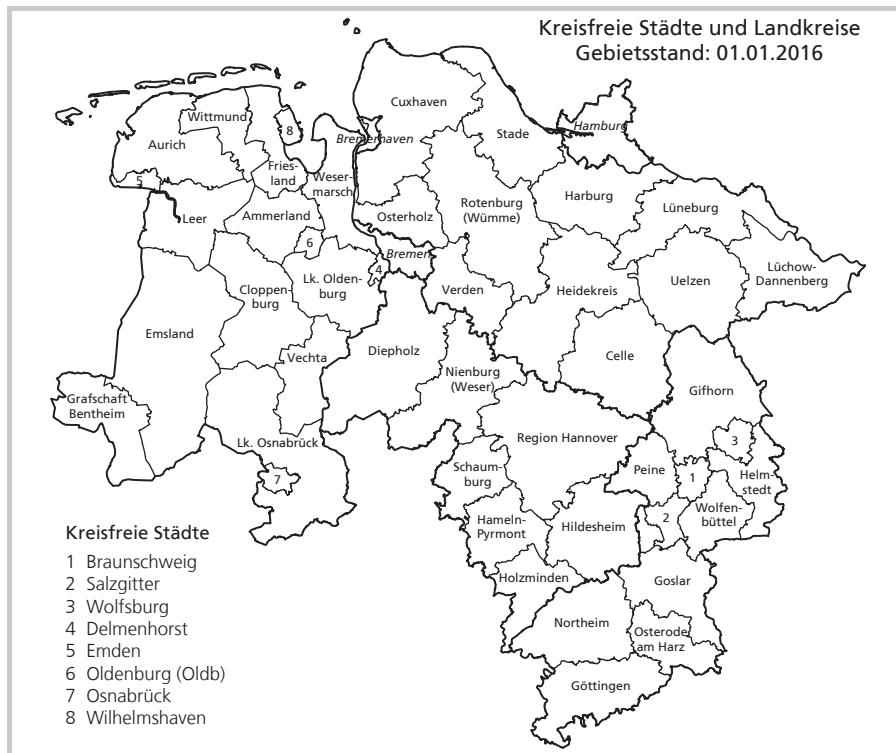 Kreisfreie Städte und Landkreise
Gebietsstand: 01.01.2016
Cuxhaven
Wittmund
8
Hamburg
Stade
Bremerhaven
Aurich
Fries-
land
Weser-
marsch
5
Harburg
Rotenburg
(Wümme)
Lüneburg
Leer
Ammerland
Osterholz
6
Bremen
4
Lk. Olden-
burg
Lüchow-
Dannenberg
Uelzen
Cloppen-
burg
Verden
Heidekreis
Emsland
Vechta
Diepholz
Celle
Nienburg
(Weser)
Gifhorn
Grafschaft
Bentheim
Lk. Osnabrück
Region Hannover
3
7
Schaum-
burg
Peine
1
Helm-
stedt
Wolfen-
büttel
2
Hameln-
Pyrmont
Hildesheim
Holzminden
Goslar
Northeim
Osterode
am Harz
Göttingen
Kreisfreie Städte
1 Braunschweig
2 Salzgitter
3 Wolfsburg
4 Delmenhorst
5 Emden
6 Oldenburg (Oldb)
7 Osnabrück
8 Wilhelmshaven